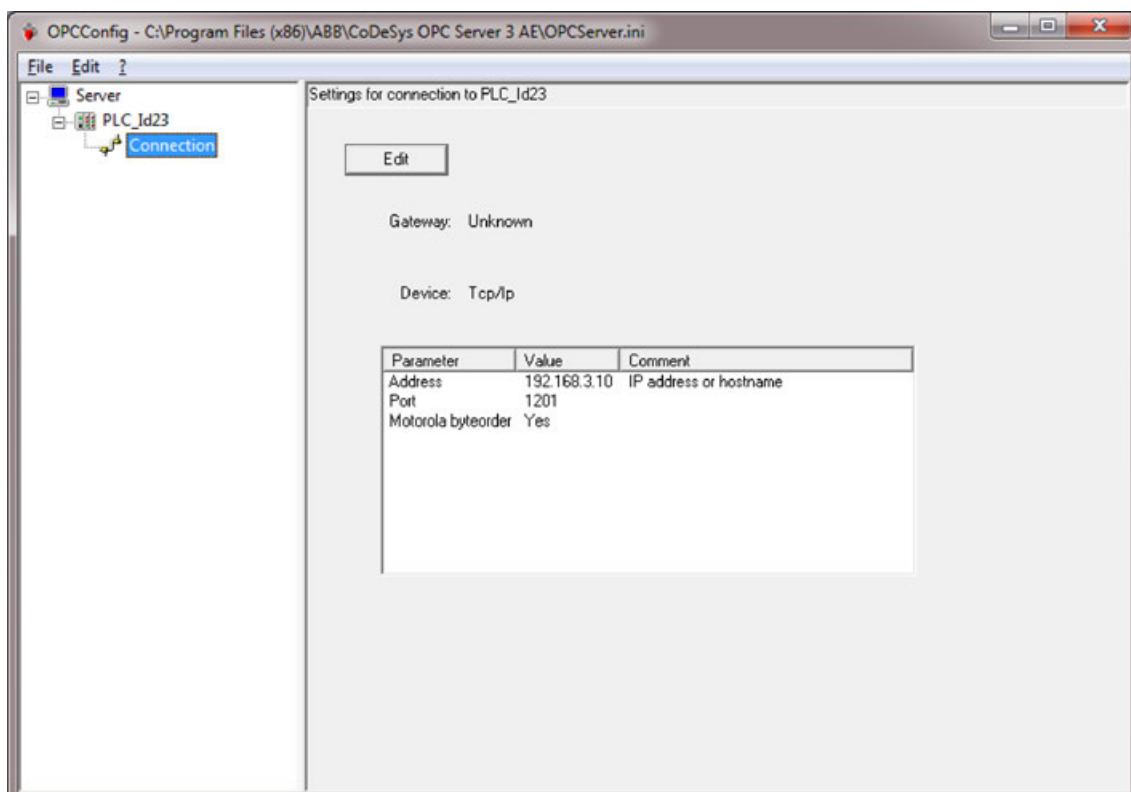 OPCConfig - C:\Program Files (x86)\ABB\CoDeSys OPC Server 3 AE\OPCServer.ini
File Edit ?
Server
PLC_Id23
Connection
Settings for connection to PLC_Id23
Edit
Gateway: Unknown
Device: Tcp/Ip
Parameter Value Comment
Address 192.168.3.10 IP address or hostname
Port 1201
Motorola byteorder Yes